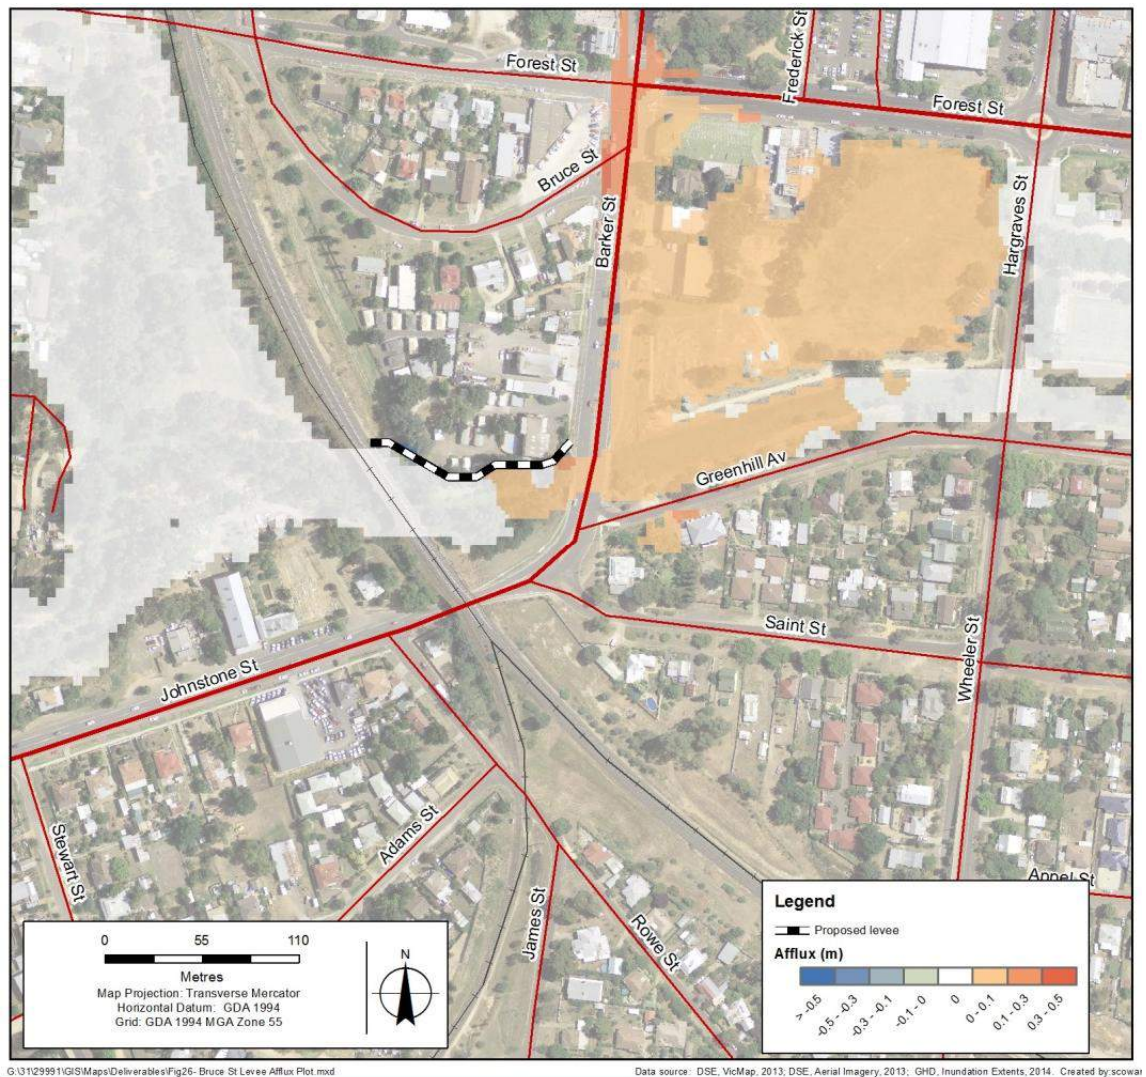 Forest St
Frederick St
Forest St
Bruce St
Barker St
Hargraves St
Greenhill Av
Saint St
Johnstone St
Wheeler St
Stewart St
Adams St
James St
Rowe St
Appel St
0 55 110
Metres
Map Projection: Transverse Mercator
Horizontal Datum: GDA 1994
Grid: GDA 1994 MGA Zone 55
N
Legend
Proposed levee
Afflux (m)
> -0.5
-0.5 - -0.3
-0.3 - -0.1
-0.1 - 0
0
0 - 0.1
0.1 - 0.3
0.3 - 0.5
G:\31\29991\GIS\Maps\Deliverables\Fig26- Bruce St Levee Afflux Plot.mxd
Data source: DSE, VicMap, 2013; DSE, Aerial Imagery, 2013; GHD, Inundation Extents, 2014. Created by:scowar